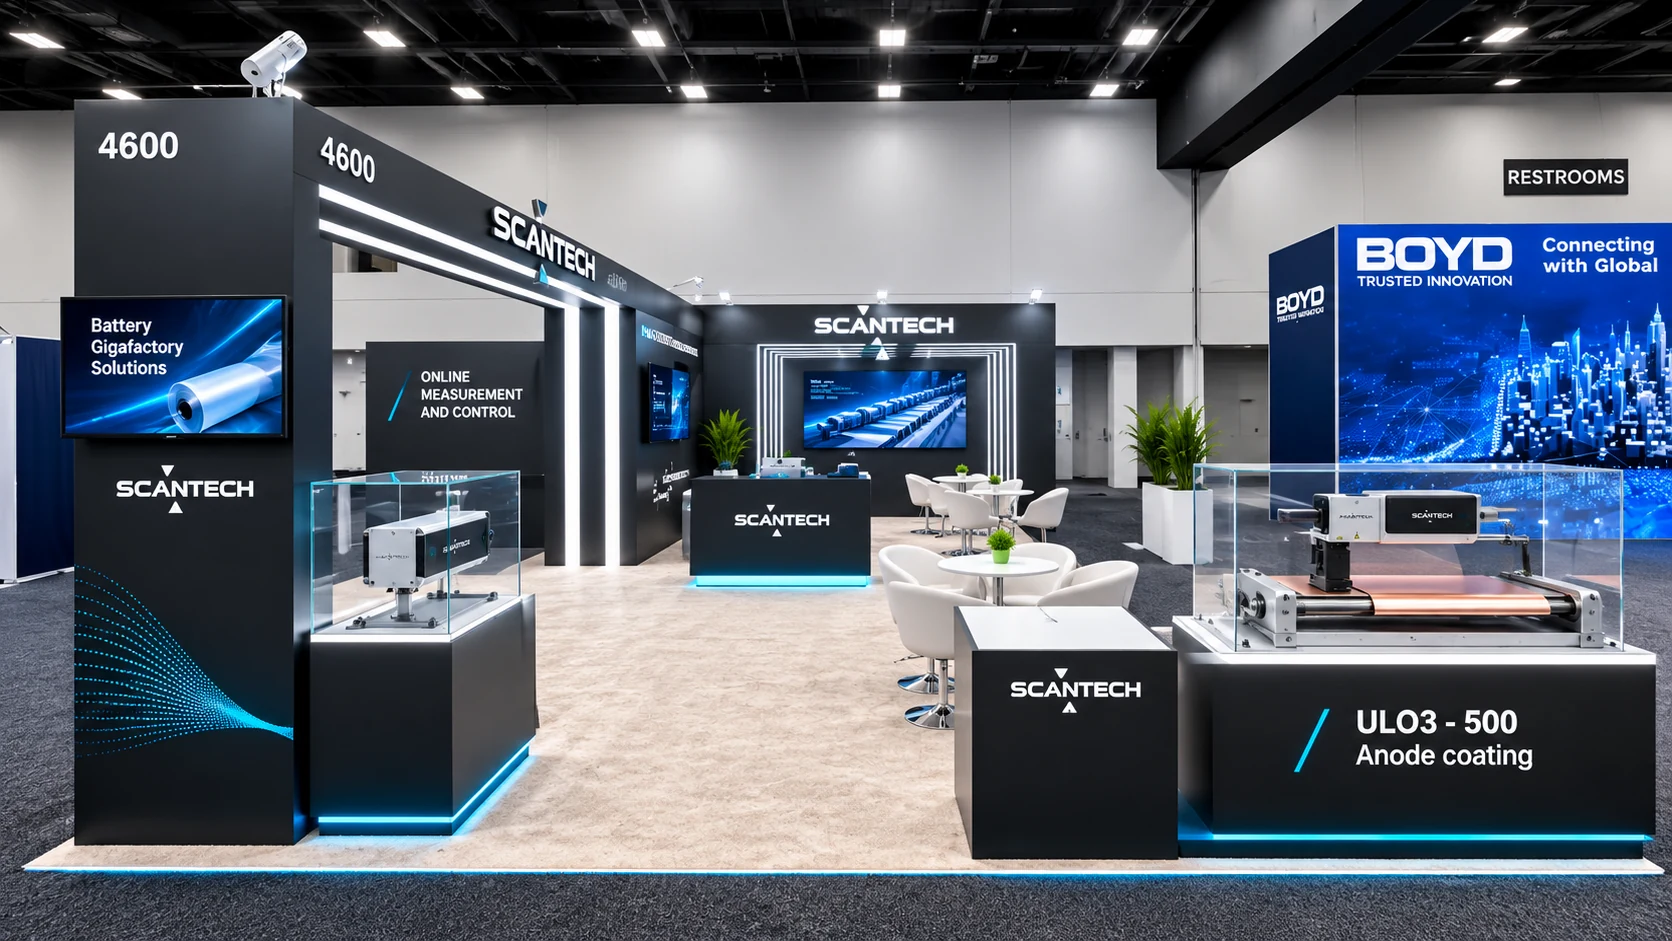 4600
4600
SCANTECH
Battery
Gigafactory
Solutions
SCANTECH
ONLINE
MEASUREMENT
AND CONTROL
SCANTECH
SCANTECH
SCANTECH
SCANTECH
SCANTECH
ULO3 - 500
Anode coating
RESTROOMS
BOYD
TRUSTED INNOVATION
Connecting
with Global
BOYD